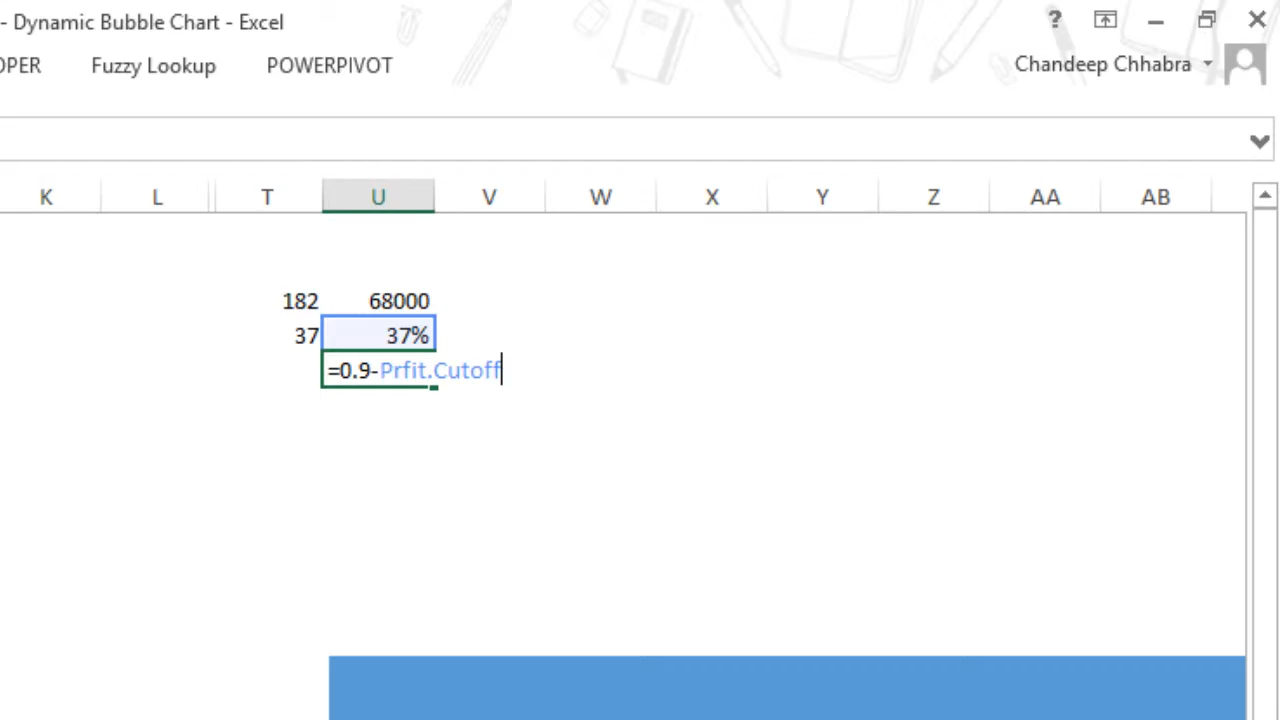 - Dynamic Bubble Chart - Excel
?
OPER Fuzzy Lookup POWERPIVOT Chandeep Chhabra
K L T U V W X Y Z AA AB
182 68000
37 37%
=0.9-Prfit.Cutoff